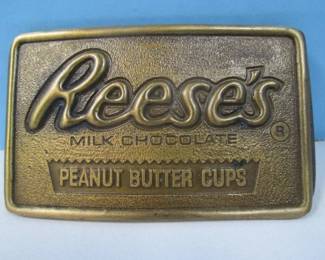 Reese's
MILK CHOCOLATE ®
PEANUT BUTTER CUPS